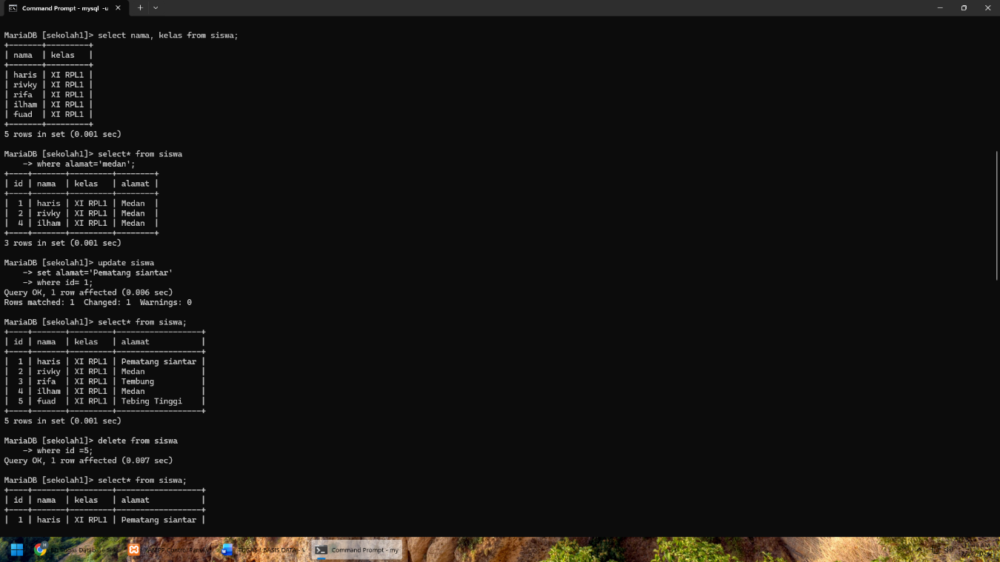 Command Prompt - mysql  -u
MariaDB [sekolah1]> select nama, kelas from siswa;
+-------+---------+
| nama  | kelas   |
+-------+---------+
| haris | XI RPL1 |
| rivky | XI RPL1 |
| rifa  | XI RPL1 |
| ilham | XI RPL1 |
| fuad  | XI RPL1 |
+-------+---------+
5 rows in set (0.001 sec)
MariaDB [sekolah1]> select* from siswa
    -> where alamat='medan';
+----+-------+---------+--------+
| id | nama  | kelas   | alamat |
+----+-------+---------+--------+
|  1 | haris | XI RPL1 | Medan  |
|  2 | rivky | XI RPL1 | Medan  |
|  4 | ilham | XI RPL1 | Medan  |
+----+-------+---------+--------+
3 rows in set (0.001 sec)
MariaDB [sekolah1]> update siswa
    -> set alamat='Pematang siantar'
    -> where id= 1;
Query OK, 1 row affected (0.006 sec)
Rows matched: 1  Changed: 1  Warnings: 0
MariaDB [sekolah1]> select* from siswa;
+----+-------+---------+------------------+
| id | nama  | kelas   | alamat           |
+----+-------+---------+------------------+
|  1 | haris | XI RPL1 | Pematang siantar |
|  2 | rivky | XI RPL1 | Medan            |
|  3 | rifa  | XI RPL1 | Tembung          |
|  4 | ilham | XI RPL1 | Medan            |
|  5 | fuad  | XI RPL1 | Tebing Tinggi    |
+----+-------+---------+------------------+
5 rows in set (0.001 sec)
MariaDB [sekolah1]> delete from siswa
    -> where id =5;
Query OK, 1 row affected (0.007 sec)
MariaDB [sekolah1]> select* from siswa;
+----+-------+---------+------------------+
| id | nama  | kelas   | alamat           |
+----+-------+---------+------------------+
|  1 | haris | XI RPL1 | Pematang siantar |
Tugas Database Sek
XAMPP Control Panel v
TUGAS 1 BASIS DATA - W
Command Prompt - my